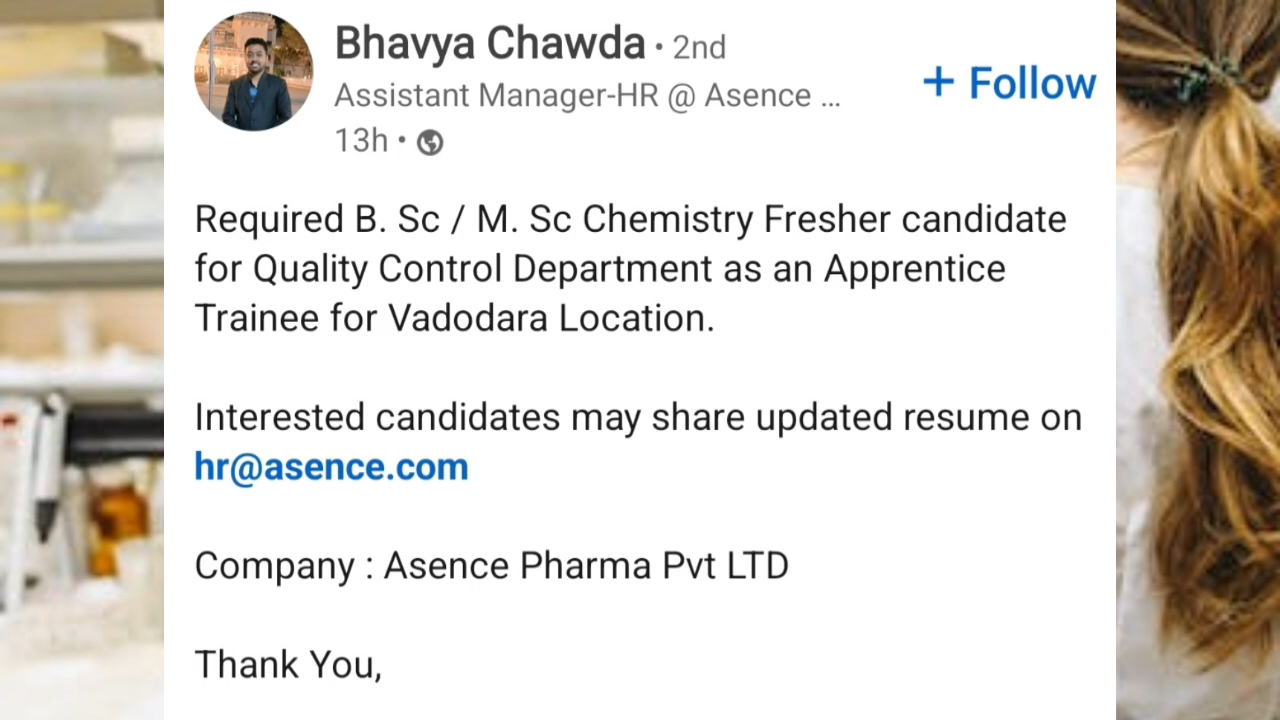 Bhavya Chawda • 2nd
Assistant Manager-HR @ Asence ...
+ Follow
13h •
Required B. Sc / M. Sc Chemistry Fresher candidate
for Quality Control Department as an Apprentice
Trainee for Vadodara Location.
Interested candidates may share updated resume on
hr@asence.com
Company : Asence Pharma Pvt LTD
Thank You,